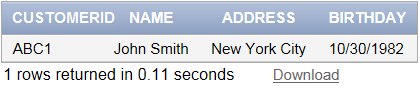 CUSTOMERID NAME ADDRESS BIRTHDAY
ABC1 John Smith New York City 10/30/1982
1 rows returned in 0.11 seconds Download